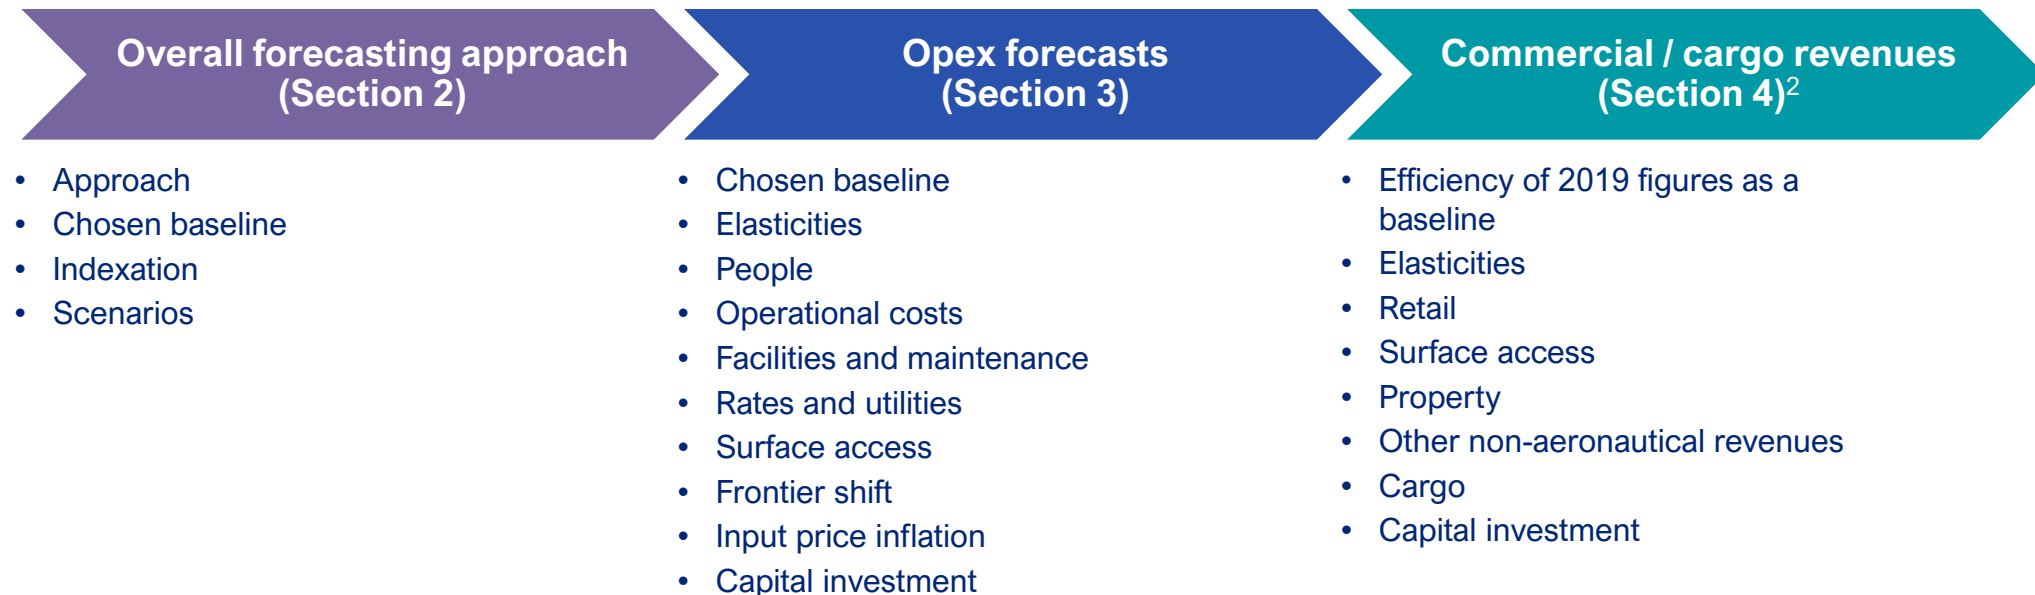 Overall forecasting approach
(Section 2)
• Approach
• Chosen baseline
• Indexation
• Scenarios
Opex forecasts
(Section 3)
• Chosen baseline
• Elasticities
• People
• Operational costs
• Facilities and maintenance
• Rates and utilities
• Surface access
• Frontier shift
• Input price inflation
• Capital investment
Commercial / cargo revenues
(Section 4)²
• Efficiency of 2019 figures as a
baseline
• Elasticities
• Retail
• Surface access
• Property
• Other non-aeronautical revenues
• Cargo
• Capital investment